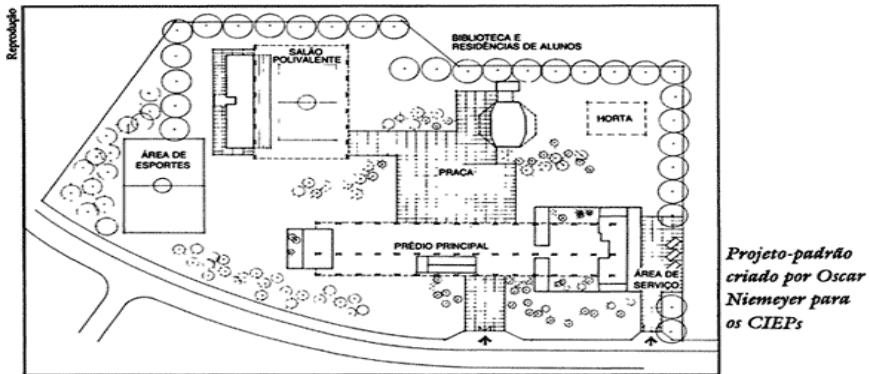 Reprodução
BIBLIOTECA E
RESIDÊNCIAS DE ALUNOS
SALÃO
POLIVALENTE
HORTA
ÁREA DE
ESPORTES
PRACA
PRÉDIO PRINCIPAL
ÁREA DE
SERVIÇO
Projeto-padrão
criado por Oscar
Niemeyer para
os CIEPs